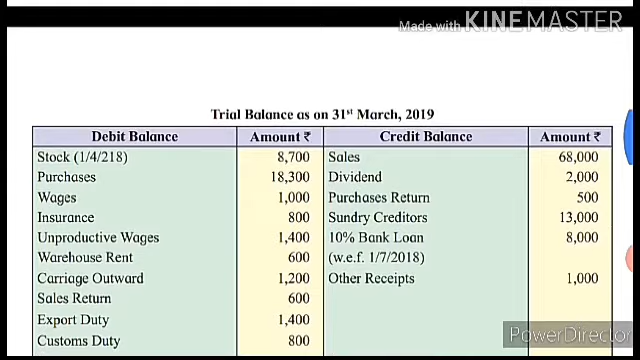 Made with KINEMASTER
Trial Balance as on 31st March, 2019
Debit Balance Amount ₹ Credit Balance Amount ₹
Stock (1/4/218) 8,700 Sales 68,000
Purchases 18,300 Dividend 2,000
Wages 1,000 Purchases Return 500
Insurance 800 Sundry Creditors 13,000
Unproductive Wages 1,400 10% Bank Loan 8,000
Warehouse Rent 600 (w.e.f. 1/7/2018)
Carriage Outward 1,200 Other Receipts 1,000
Sales Return 600
Export Duty 1,400
Customs Duty 800
PowerDirector